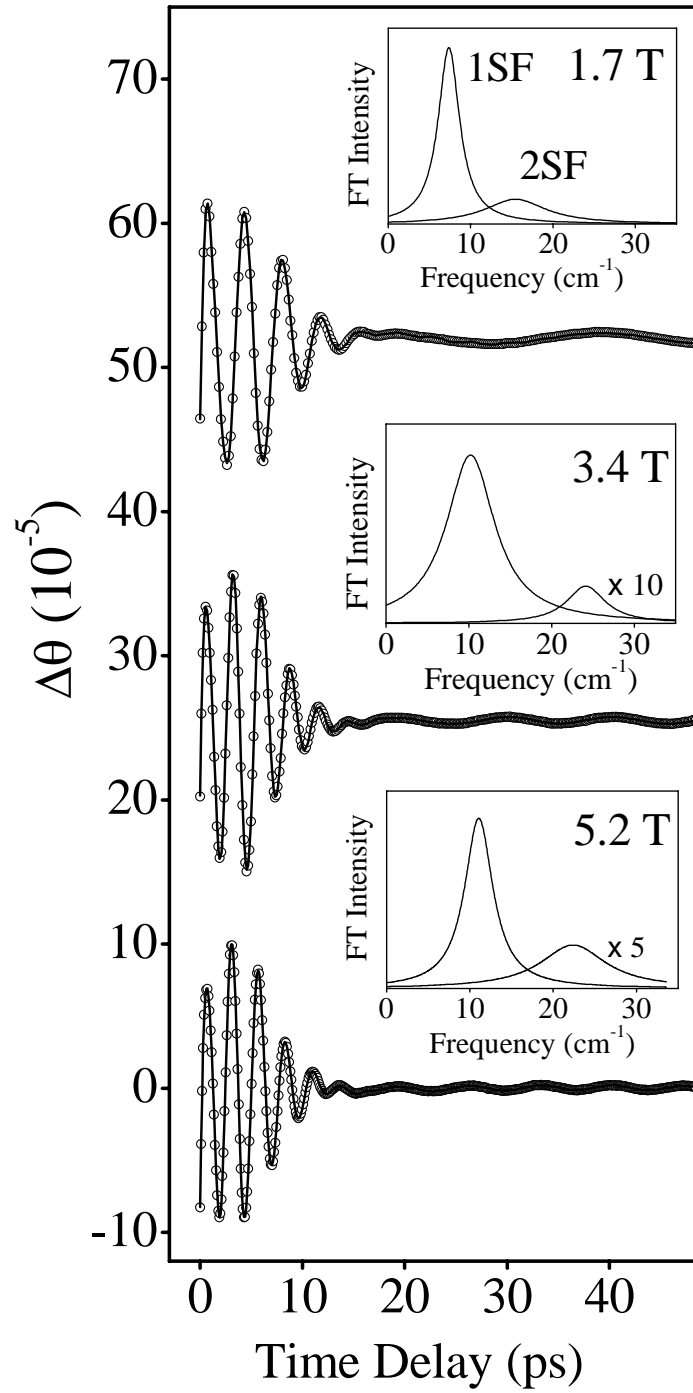 70
60
50
40
30
20
10
0
-10
Δθ (10⁻⁵)
0 10 20 30 40
Time Delay (ps)
1SF 1.7 T
2SF
FT Intensity
0 10 20 30
Frequency (cm⁻¹)
3.4 T
x 10
FT Intensity
0 10 20 30
Frequency (cm⁻¹)
5.2 T
x 5
FT Intensity
0 10 20 30
Frequency (cm⁻¹)